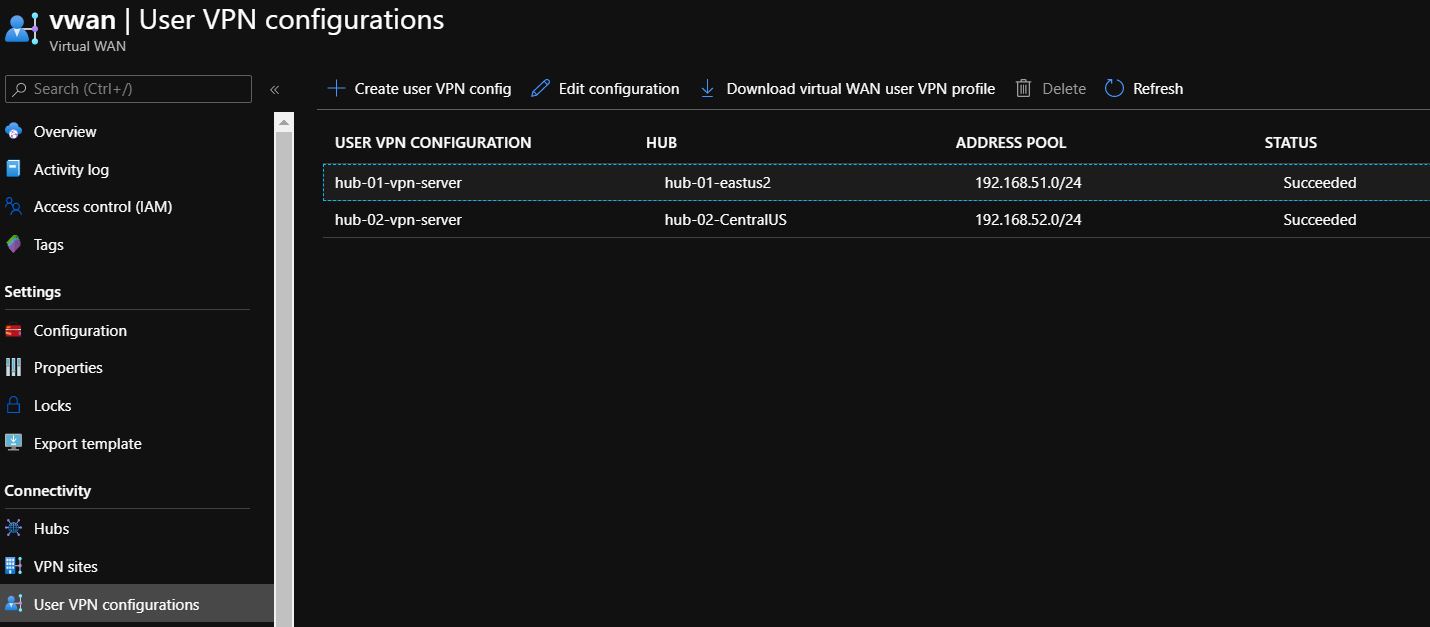 vwan | User VPN configurations
Virtual WAN
Search (Ctrl+/)
«
Overview
Activity log
Access control (IAM)
Tags
Settings
Configuration
Properties
Locks
Export template
Connectivity
Hubs
VPN sites
User VPN configurations
Create user VPN config Edit configuration Download virtual WAN user VPN profile Delete Refresh
USER VPN CONFIGURATION HUB ADDRESS POOL STATUS
hub-01-vpn-server hub-01-eastus2 192.168.51.0/24 Succeeded
hub-02-vpn-server hub-02-CentralUS 192.168.52.0/24 Succeeded